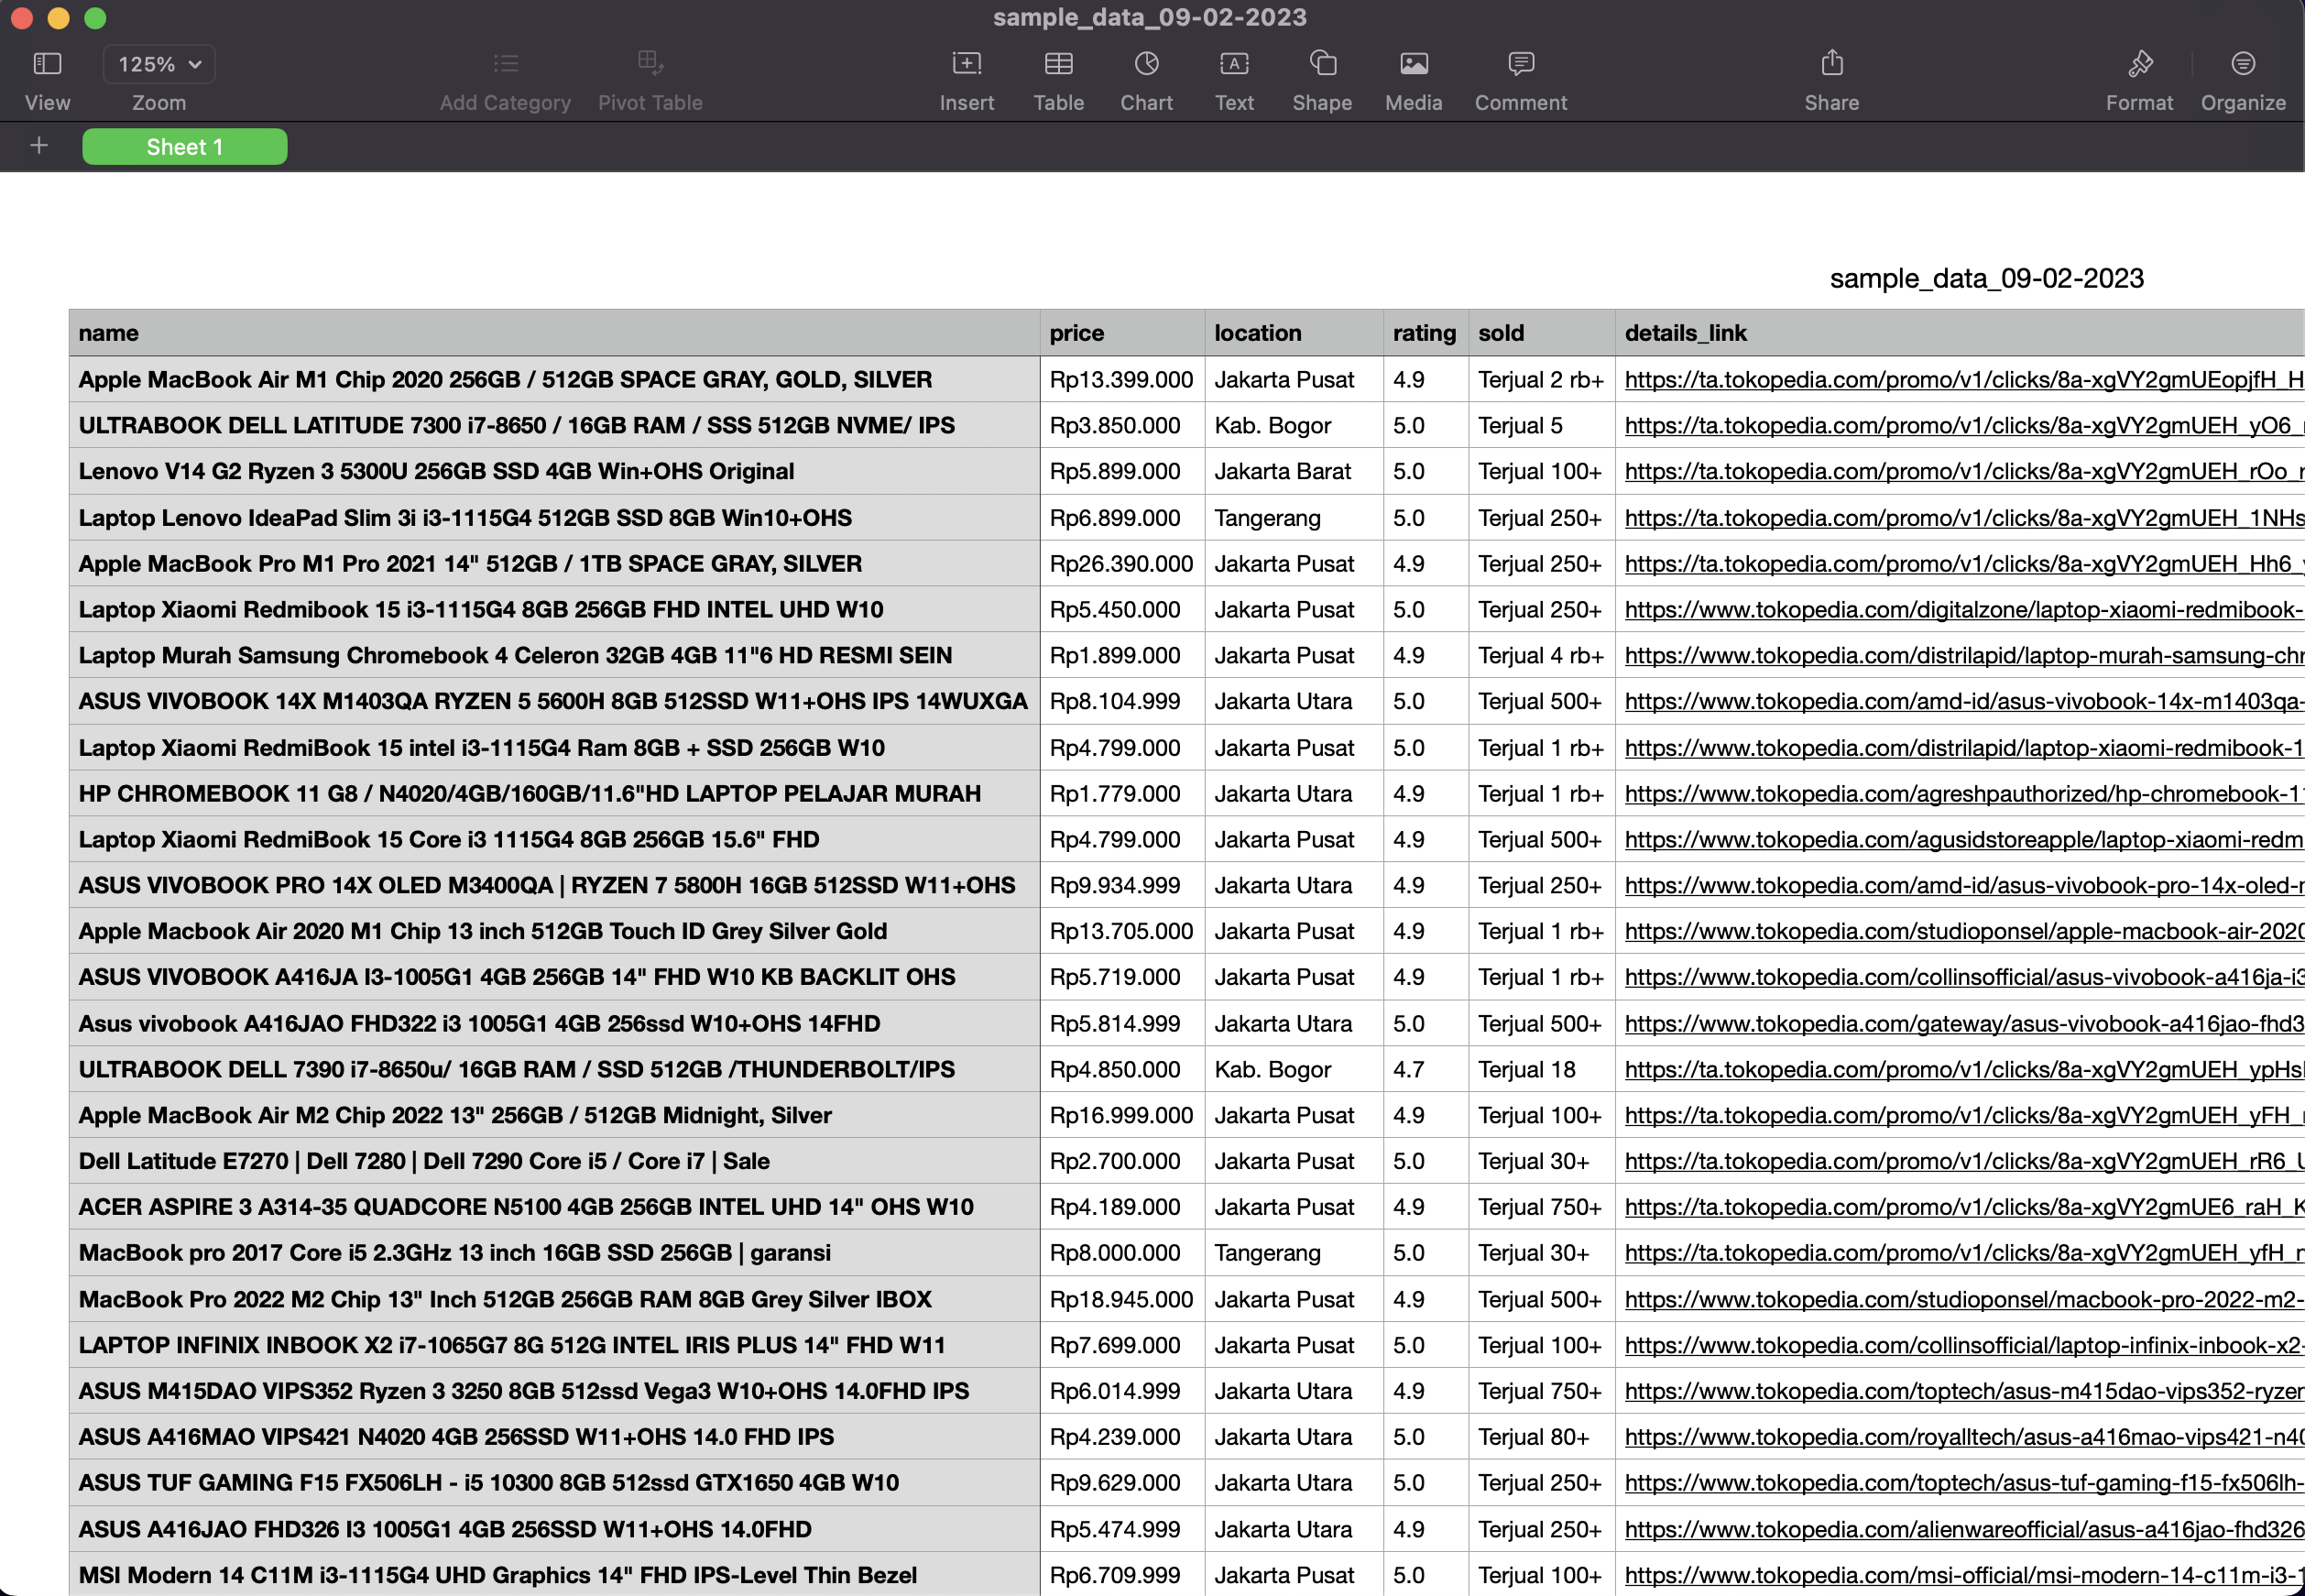 sample_data_09-02-2023
125%
View Zoom Add Category Pivot Table Insert Table Chart Text Shape Media Comment Share Format Organize
Sheet 1
sample_data_09-02-2023
name price location rating sold details_link
Apple MacBook Air M1 Chip 2020 256GB / 512GB SPACE GRAY, GOLD, SILVER Rp13.399.000 Jakarta Pusat 4.9 Terjual 2 rb+ https://ta.tokopedia.com/promo/v1/clicks/8a-xgVY2gmUEopjfH_H
ULTRABOOK DELL LATITUDE 7300 i7-8650 / 16GB RAM / SSS 512GB NVME/ IPS Rp3.850.000 Kab. Bogor 5.0 Terjual 5 https://ta.tokopedia.com/promo/v1/clicks/8a-xgVY2gmUEH_yO6_
Lenovo V14 G2 Ryzen 3 5300U 256GB SSD 4GB Win+OHS Original Rp5.899.000 Jakarta Barat 5.0 Terjual 100+ https://ta.tokopedia.com/promo/v1/clicks/8a-xgVY2gmUEH_rOo_r
Laptop Lenovo IdeaPad Slim 3i i3-1115G4 512GB SSD 8GB Win10+OHS Rp6.899.000 Tangerang 5.0 Terjual 250+ https://ta.tokopedia.com/promo/v1/clicks/8a-xgVY2gmUEH_1NHs
Apple MacBook Pro M1 Pro 2021 14" 512GB / 1TB SPACE GRAY, SILVER Rp26.390.000 Jakarta Pusat 4.9 Terjual 250+ https://ta.tokopedia.com/promo/v1/clicks/8a-xgVY2gmUEH_Hh6_
Laptop Xiaomi Redmibook 15 i3-1115G4 8GB 256GB FHD INTEL UHD W10 Rp5.450.000 Jakarta Pusat 5.0 Terjual 250+ https://www.tokopedia.com/digitalzone/laptop-xiaomi-redmibook-
Laptop Murah Samsung Chromebook 4 Celeron 32GB 4GB 11"6 HD RESMI SEIN Rp1.899.000 Jakarta Pusat 4.9 Terjual 4 rb+ https://www.tokopedia.com/distrilapid/laptop-murah-samsung-chr
ASUS VIVOBOOK 14X M1403QA RYZEN 5 5600H 8GB 512SSD W11+OHS IPS 14WUXGA Rp8.104.999 Jakarta Utara 5.0 Terjual 500+ https://www.tokopedia.com/amd-id/asus-vivobook-14x-m1403qa-
Laptop Xiaomi RedmiBook 15 intel i3-1115G4 Ram 8GB + SSD 256GB W10 Rp4.799.000 Jakarta Pusat 5.0 Terjual 1 rb+ https://www.tokopedia.com/distrilapid/laptop-xiaomi-redmibook-1
HP CHROMEBOOK 11 G8 / N4020/4GB/160GB/11.6"HD LAPTOP PELAJAR MURAH Rp1.779.000 Jakarta Utara 4.9 Terjual 1 rb+ https://www.tokopedia.com/agreshpauthorized/hp-chromebook-1
Laptop Xiaomi RedmiBook 15 Core i3 1115G4 8GB 256GB 15.6" FHD Rp4.799.000 Jakarta Pusat 4.9 Terjual 500+ https://www.tokopedia.com/agusidstoreapple/laptop-xiaomi-redm
ASUS VIVOBOOK PRO 14X OLED M3400QA | RYZEN 7 5800H 16GB 512SSD W11+OHS Rp9.934.999 Jakarta Utara 4.9 Terjual 250+ https://www.tokopedia.com/amd-id/asus-vivobook-pro-14x-oled-
Apple Macbook Air 2020 M1 Chip 13 inch 512GB Touch ID Grey Silver Gold Rp13.705.000 Jakarta Pusat 4.9 Terjual 1 rb+ https://www.tokopedia.com/studioponsel/apple-macbook-air-2020
ASUS VIVOBOOK A416JA I3-1005G1 4GB 256GB 14" FHD W10 KB BACKLIT OHS Rp5.719.000 Jakarta Pusat 4.9 Terjual 1 rb+ https://www.tokopedia.com/collinsofficial/asus-vivobook-a416ja-i3
Asus vivobook A416JAO FHD322 i3 1005G1 4GB 256ssd W10+OHS 14FHD Rp5.814.999 Jakarta Utara 5.0 Terjual 500+ https://www.tokopedia.com/gateway/asus-vivobook-a416jao-fhd3
ULTRABOOK DELL 7390 i7-8650u/ 16GB RAM / SSD 512GB /THUNDERBOLT/IPS Rp4.850.000 Kab. Bogor 4.7 Terjual 18 https://ta.tokopedia.com/promo/v1/clicks/8a-xgVY2gmUEH_ypHs
Apple MacBook Air M2 Chip 2022 13" 256GB / 512GB Midnight, Silver Rp16.999.000 Jakarta Pusat 4.9 Terjual 100+ https://ta.tokopedia.com/promo/v1/clicks/8a-xgVY2gmUEH_yFH_
Dell Latitude E7270 | Dell 7280 | Dell 7290 Core i5 / Core i7 | Sale Rp2.700.000 Jakarta Pusat 5.0 Terjual 30+ https://ta.tokopedia.com/promo/v1/clicks/8a-xgVY2gmUEH_rR6_
ACER ASPIRE 3 A314-35 QUADCORE N5100 4GB 256GB INTEL UHD 14" OHS W10 Rp4.189.000 Jakarta Pusat 4.9 Terjual 750+ https://ta.tokopedia.com/promo/v1/clicks/8a-xgVY2gmUE6_raH_K
MacBook pro 2017 Core i5 2.3GHz 13 inch 16GB SSD 256GB | garansi Rp8.000.000 Tangerang 5.0 Terjual 30+ https://ta.tokopedia.com/promo/v1/clicks/8a-xgVY2gmUEH_yfH_
MacBook Pro 2022 M2 Chip 13" Inch 512GB 256GB RAM 8GB Grey Silver IBOX Rp18.945.000 Jakarta Pusat 4.9 Terjual 500+ https://www.tokopedia.com/studioponsel/macbook-pro-2022-m2-
LAPTOP INFINIX INBOOK X2 i7-1065G7 8G 512G INTEL IRIS PLUS 14" FHD W11 Rp7.699.000 Jakarta Pusat 5.0 Terjual 100+ https://www.tokopedia.com/collinsofficial/laptop-infinix-inbook-x2-
ASUS M415DAO VIPS352 Ryzen 3 3250 8GB 512ssd Vega3 W10+OHS 14.0FHD IPS Rp6.014.999 Jakarta Utara 4.9 Terjual 750+ https://www.tokopedia.com/toptech/asus-m415dao-vips352-ryzer
ASUS A416MAO VIPS421 N4020 4GB 256SSD W11+OHS 14.0 FHD IPS Rp4.239.000 Jakarta Utara 5.0 Terjual 80+ https://www.tokopedia.com/royalltech/asus-a416mao-vips421-n40
ASUS TUF GAMING F15 FX506LH - i5 10300 8GB 512ssd GTX1650 4GB W10 Rp9.629.000 Jakarta Utara 5.0 Terjual 250+ https://www.tokopedia.com/toptech/asus-tuf-gaming-f15-fx506lh-
ASUS A416JAO FHD326 I3 1005G1 4GB 256SSD W11+OHS 14.0FHD Rp5.474.999 Jakarta Utara 4.9 Terjual 250+ https://www.tokopedia.com/alienwareofficial/asus-a416jao-fhd326
MSI Modern 14 C11M i3-1115G4 UHD Graphics 14" FHD IPS-Level Thin Bezel Rp6.709.999 Jakarta Pusat 5.0 Terjual 100+ https://www.tokopedia.com/msi-official/msi-modern-14-c11m-i3-1